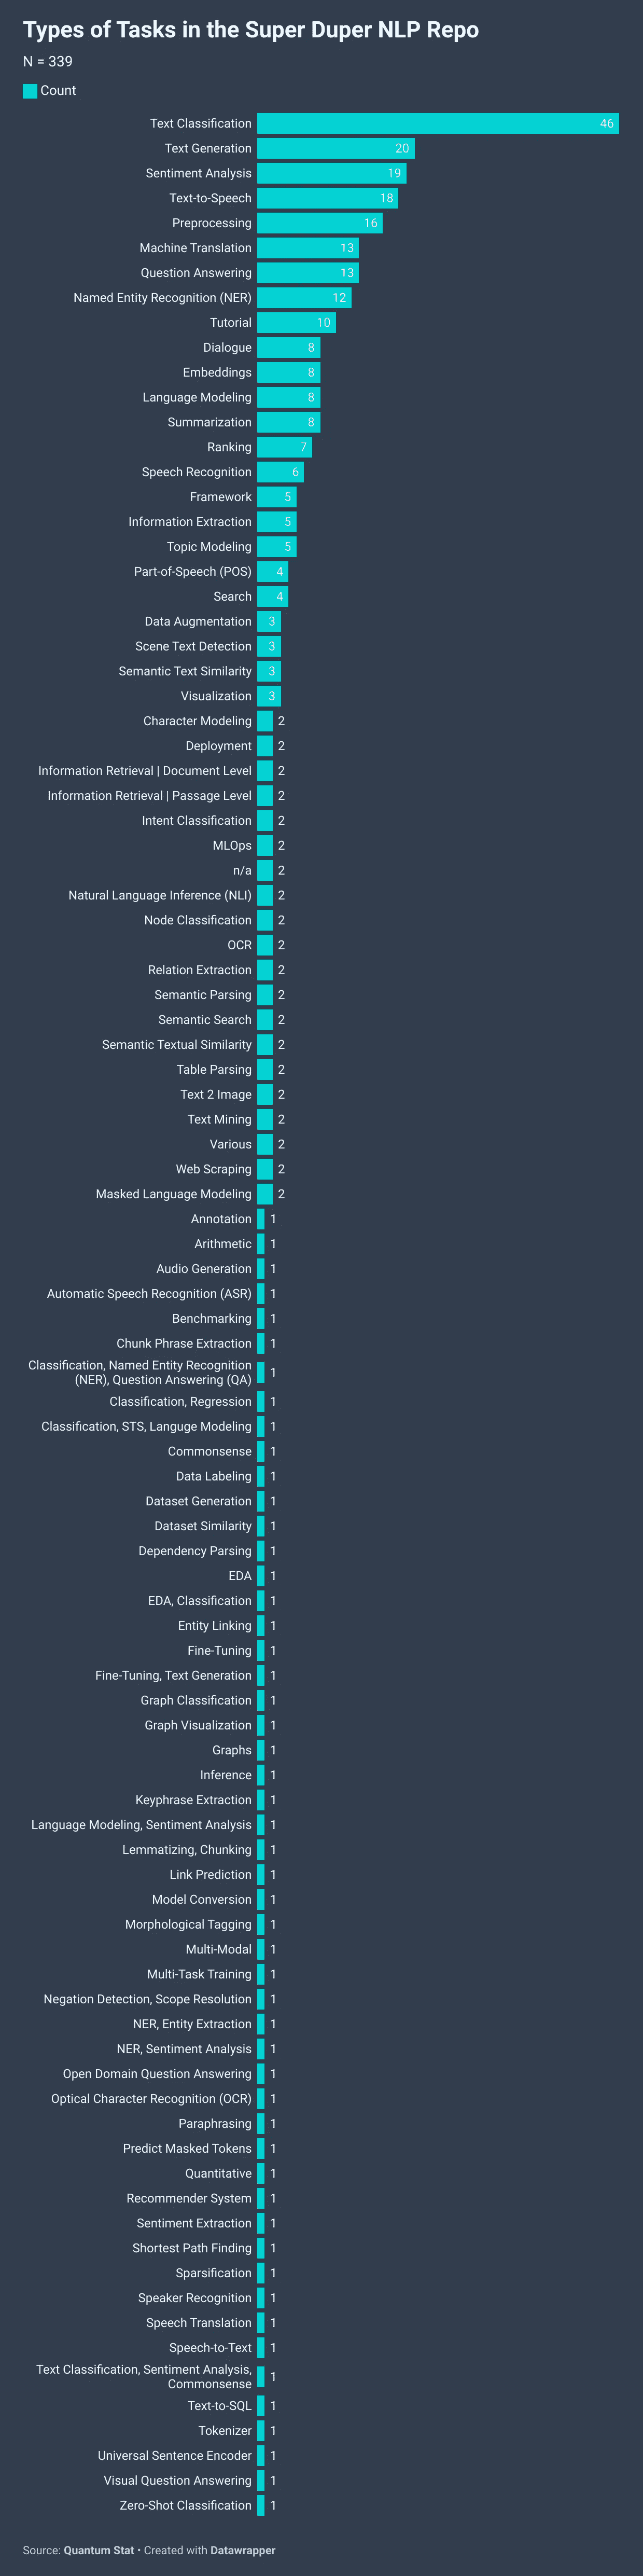 Types of Tasks in the Super Duper NLP Repo
N = 339
Count
Text Classification 46
Text Generation 20
Sentiment Analysis 19
Text-to-Speech 18
Preprocessing 16
Machine Translation 13
Question Answering 13
Named Entity Recognition (NER) 12
Tutorial 10
Dialogue 8
Embeddings 8
Language Modeling 8
Summarization 8
Ranking 7
Speech Recognition 6
Framework 5
Information Extraction 5
Topic Modeling 5
Part-of-Speech (POS) 4
Search 4
Data Augmentation 3
Scene Text Detection 3
Semantic Text Similarity 3
Visualization 3
Character Modeling 2
Deployment 2
Information Retrieval | Document Level 2
Information Retrieval | Passage Level 2
Intent Classification 2
MLOps 2
n/a 2
Natural Language Inference (NLI) 2
Node Classification 2
OCR 2
Relation Extraction 2
Semantic Parsing 2
Semantic Search 2
Semantic Textual Similarity 2
Table Parsing 2
Text 2 Image 2
Text Mining 2
Various 2
Web Scraping 2
Masked Language Modeling 2
Annotation 1
Arithmetic 1
Audio Generation 1
Automatic Speech Recognition (ASR) 1
Benchmarking 1
Chunk Phrase Extraction 1
Classification, Named Entity Recognition
(NER), Question Answering (QA) 1
Classification, Regression 1
Classification, STS, Languge Modeling 1
Commonsense 1
Data Labeling 1
Dataset Generation 1
Dataset Similarity 1
Dependency Parsing 1
EDA 1
EDA, Classification 1
Entity Linking 1
Fine-Tuning 1
Fine-Tuning, Text Generation 1
Graph Classification 1
Graph Visualization 1
Graphs 1
Inference 1
Keyphrase Extraction 1
Language Modeling, Sentiment Analysis 1
Lemmatizing, Chunking 1
Link Prediction 1
Model Conversion 1
Morphological Tagging 1
Multi-Modal 1
Multi-Task Training 1
Negation Detection, Scope Resolution 1
NER, Entity Extraction 1
NER, Sentiment Analysis 1
Open Domain Question Answering 1
Optical Character Recognition (OCR) 1
Paraphrasing 1
Predict Masked Tokens 1
Quantitative 1
Recommender System 1
Sentiment Extraction 1
Shortest Path Finding 1
Sparsification 1
Speaker Recognition 1
Speech Translation 1
Speech-to-Text 1
Text Classification, Sentiment Analysis,
Commonsense 1
Text-to-SQL 1
Tokenizer 1
Universal Sentence Encoder 1
Visual Question Answering 1
Zero-Shot Classification 1
Source: Quantum Stat • Created with Datawrapper